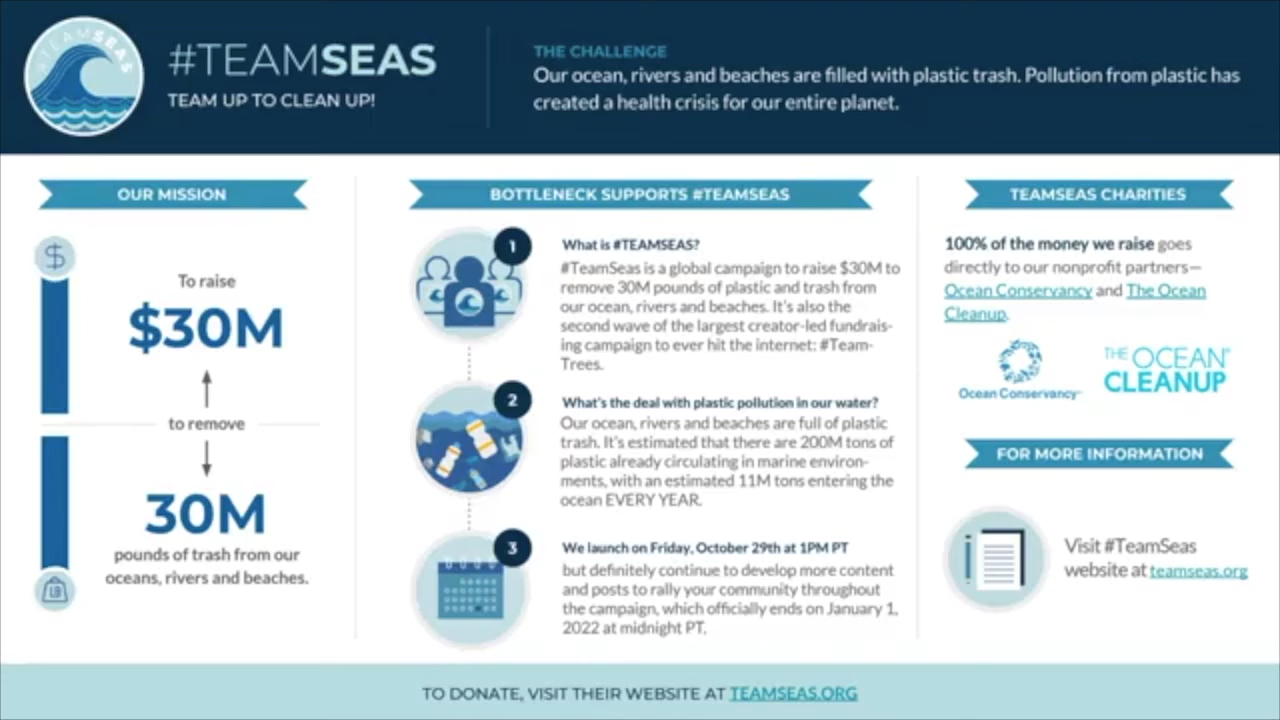 TEAMSEAS
#TEAMSEAS
TEAM UP TO CLEAN UP!
THE CHALLENGE
Our ocean, rivers and beaches are filled with plastic trash. Pollution from plastic has
created a health crisis for our entire planet.
OUR MISSION
$
To raise
$30M
to remove
30M
pounds of trash from our
oceans, rivers and beaches.
LB
BOTTLENECK SUPPORTS #TEAMSEAS
1
What is #TEAMSEAS?
#TeamSeas is a global campaign to raise $30M to
remove 30M pounds of plastic and trash from
our ocean, rivers and beaches. It's also the
second wave of the largest creator-led fundrais-
ing campaign to ever hit the internet: #Team-
Trees.
2
What's the deal with plastic pollution in our water?
Our ocean, rivers and beaches are full of plastic
trash. It's estimated that there are 200M tons of
plastic already circulating in marine environ-
ments, with an estimated 11M tons entering the
ocean EVERY YEAR.
3
We launch on Friday, October 29th at 1PM PT
but definitely continue to develop more content
and posts to rally your community throughout
the campaign, which officially ends on January 1,
2022 at midnight PT.
TEAMSEAS CHARITIES
100% of the money we raise goes
directly to our nonprofit partners—
Ocean Conservancy and The Ocean
Cleanup.
Ocean Conservancy
THE OCEAN
CLEANUP
FOR MORE INFORMATION
Visit #TeamSeas
website at teamseas.org
TO DONATE, VISIT THEIR WEBSITE AT TEAMSEAS.ORG